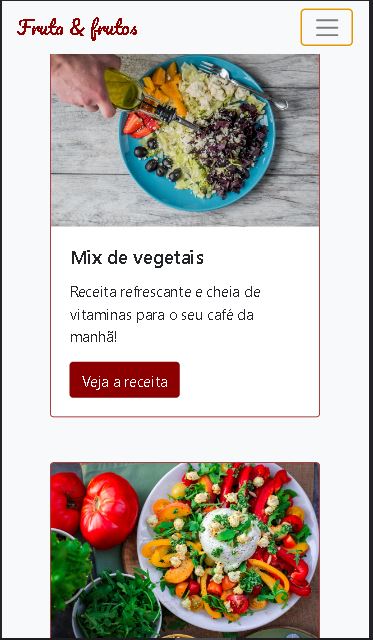 Fruta & frutos
Mix de vegetais
Receita refrescante e cheia de
vitaminas para o seu café da
manhã!
Veja a receita